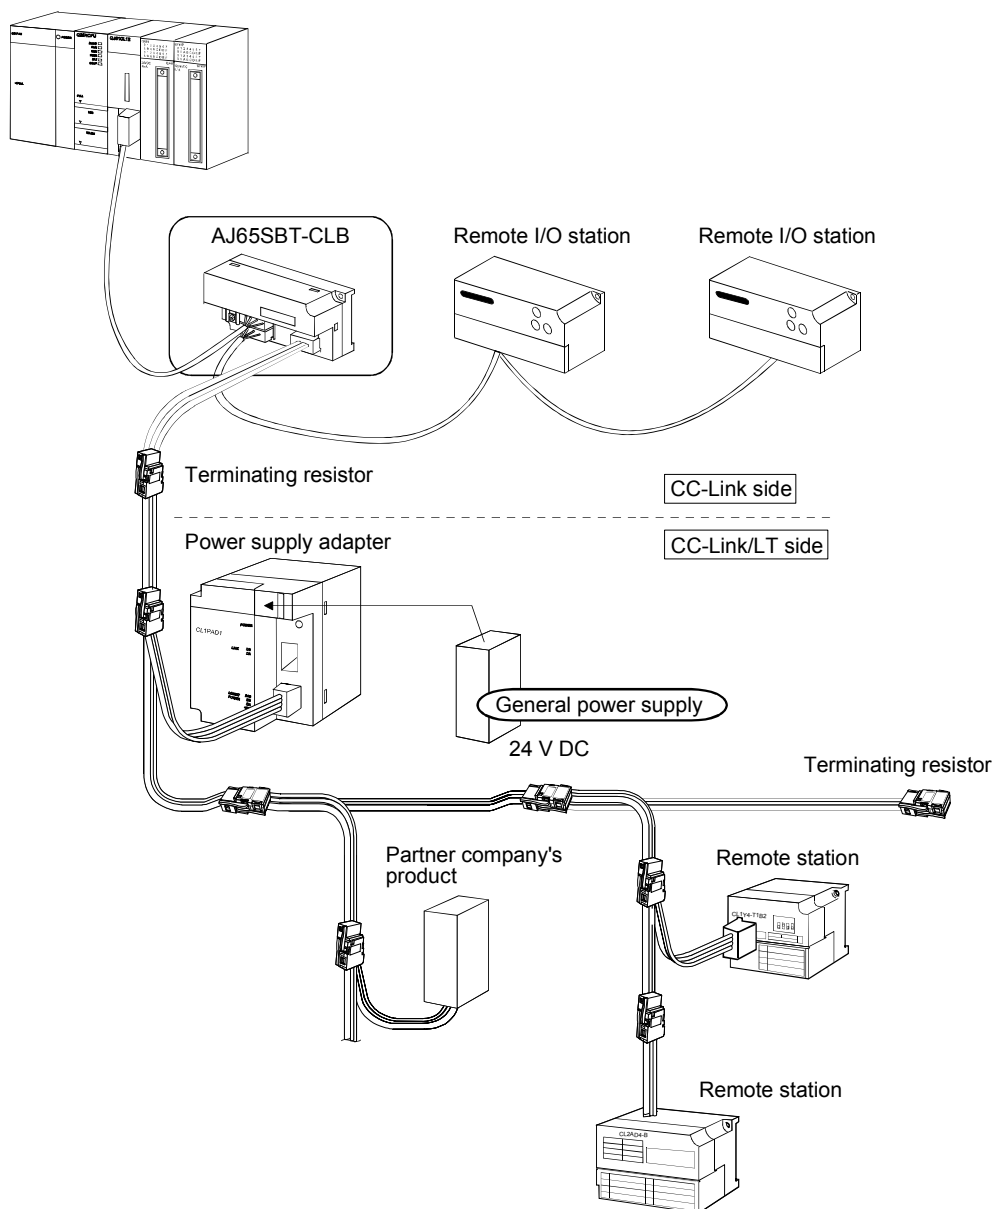 AJ65SBT-CLB
Remote I/O station
Remote I/O station
Terminating resistor
CC-Link side
CC-Link/LT side
Power supply adapter
CL1PAD1
General power supply
24 V DC
Terminating resistor
Partner company's
product
Remote station
CL1Y4-T1B2
Remote station
CL2AD4-B